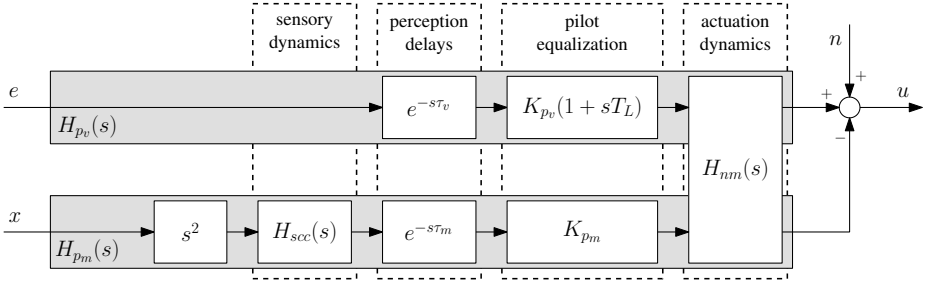 sensory dynamics
perception delays
pilot equalization
actuation dynamics
n
+
e
e^{-sτ_v}
K_{p_v}(1 + sT_L)
+
u
H_{p_v}(s)
−
H_{nm}(s)
x
s^2
H_{scc}(s)
e^{-sτ_m}
K_{p_m}
H_{p_m}(s)